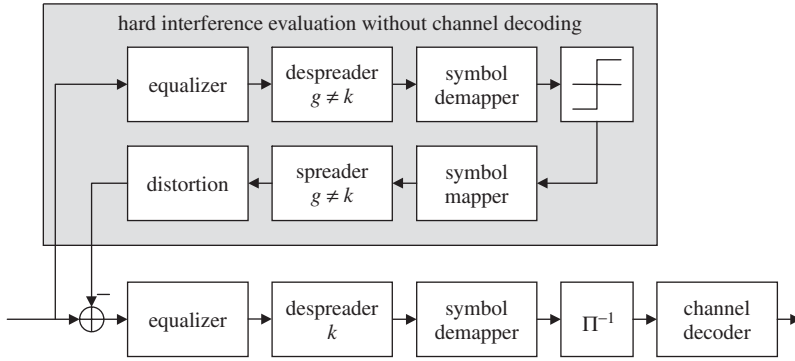 hard interference evaluation without channel decoding
equalizer
despreader
g ≠ k
symbol
demapper
distortion
spreader
g ≠ k
symbol
mapper
−
equalizer
despreader
k
symbol
demapper
Π⁻¹
channel
decoder